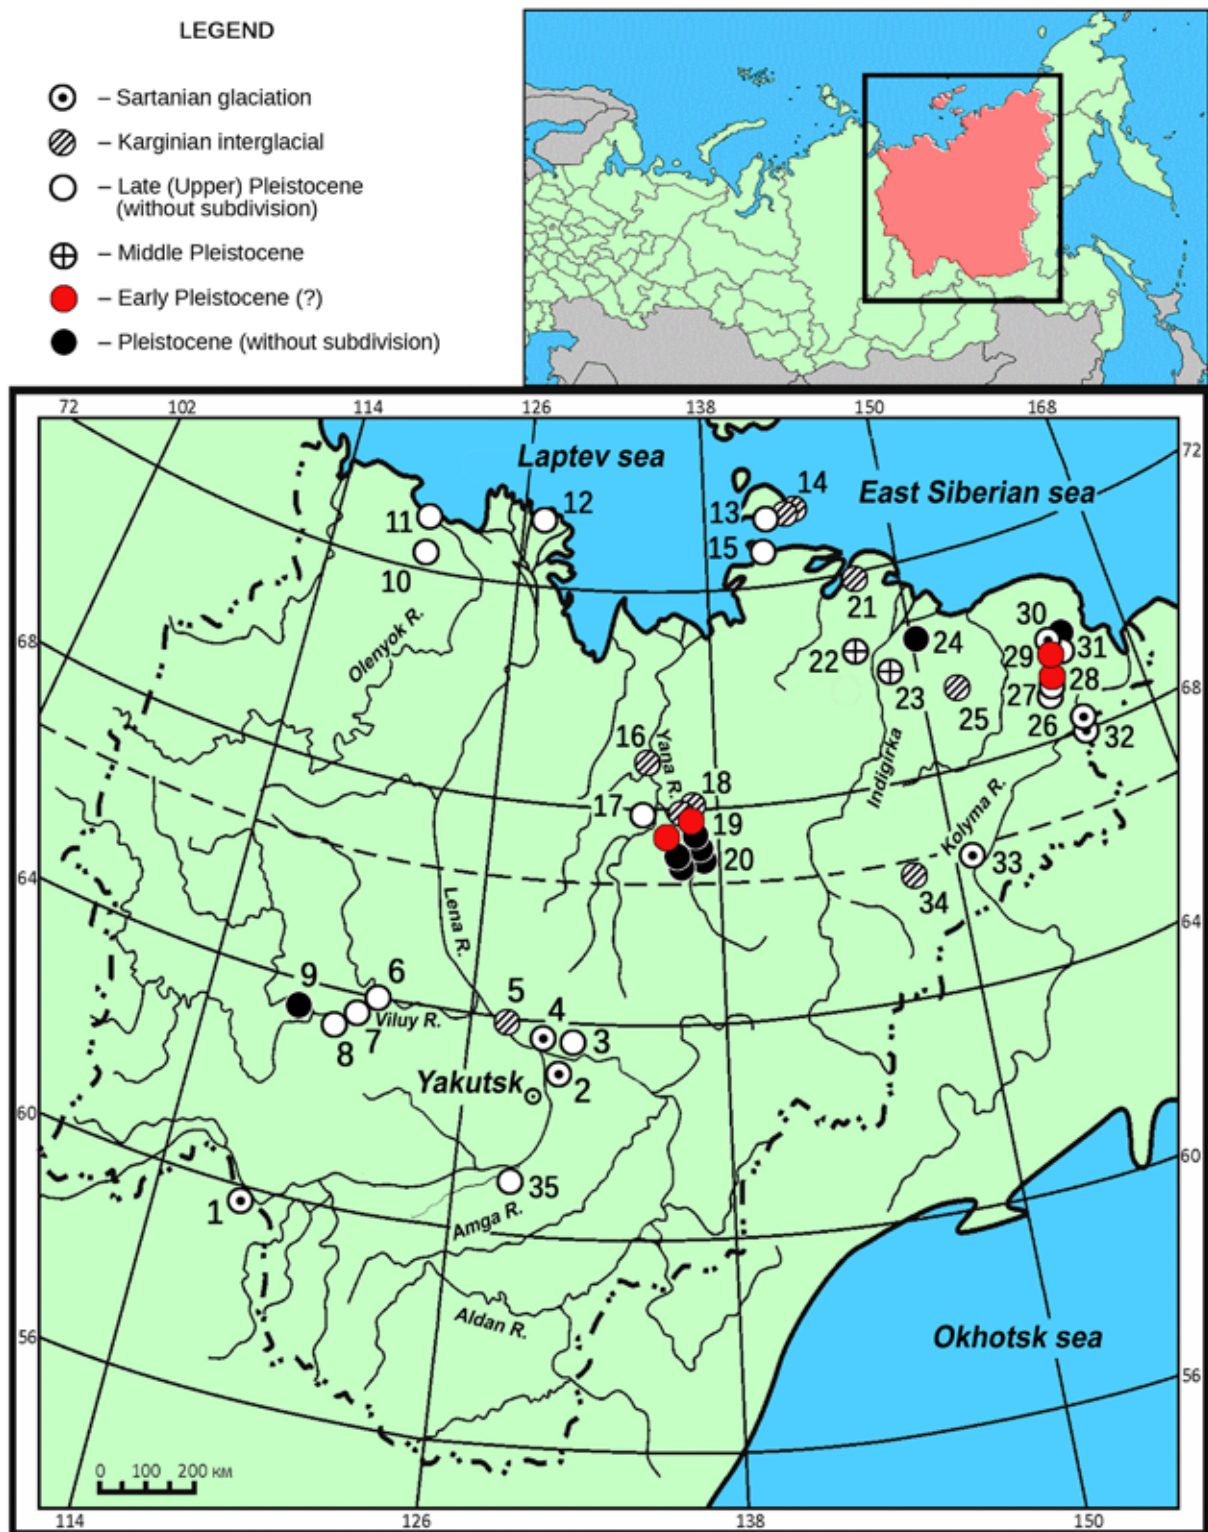 LEGEND
– Sartanian glaciation
– Karginian interglacial
– Late (Upper) Pleistocene
(without subdivision)
– Middle Pleistocene
– Early Pleistocene (?)
– Pleistocene (without subdivision)
72 102 114 126 138 150 168
72
Laptev sea
East Siberian sea
14
13
12
11
15
10
21
30
31
29
24
22
23
28
27
25
26
32
68
68
Olenyok R.
Yana R.
Indigirka
Kolyma R.
16
18
17
19
20
33
34
64
64
Lena R.
9
6
5
4
3
Viluy R.
7
8
2
Yakutsk
60
60
35
1
Amga R.
Aldan R.
Okhotsk sea
56
56
0 100 200 км
114 126 138 150